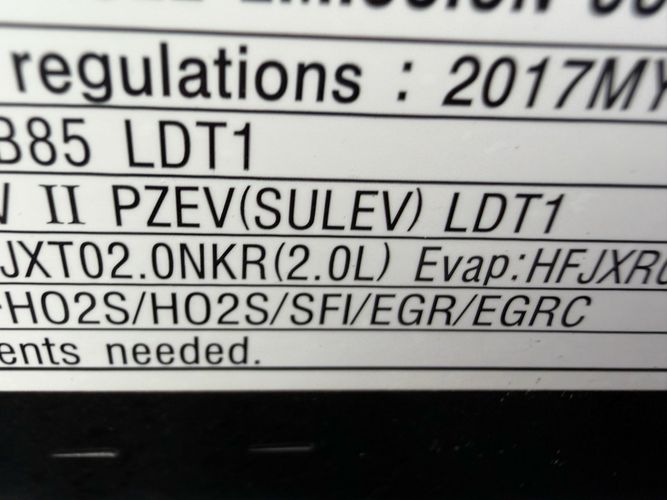 regulations : 2017MY
B85 LDT1
II PZEV(SULEV) LDT1
JXT02.0NKR(2.0L) Evap:HFJXR
-HO2S/HO2S/SFI/EGR/EGRC
ents needed.